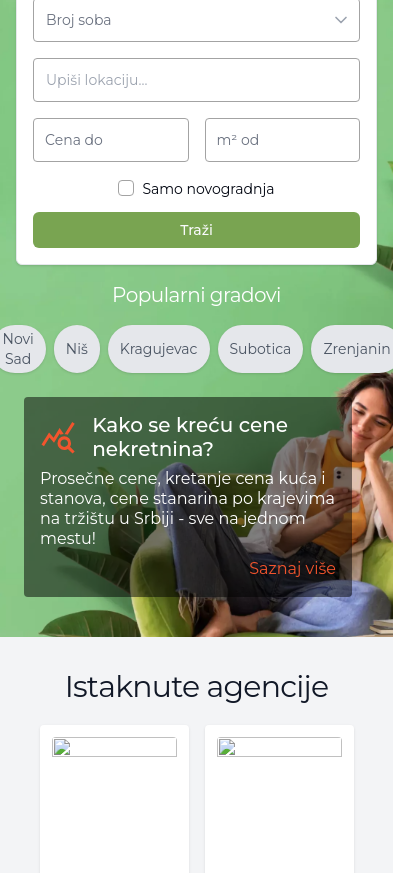 Broj soba
Upiši lokaciju...
Cena do
m² od
Samo novogradnja
Traži
Popularni gradovi
Novi
Sad
Niš
Kragujevac
Subotica
Zrenjanin
Kako se kreću cene
nekretnina?
Prosečne cene, kretanje cena kuća i
stanova, cene stanarina po krajevima
na tržištu u Srbiji - sve na jednom
mestu!
Saznaj više
Istaknute agencije